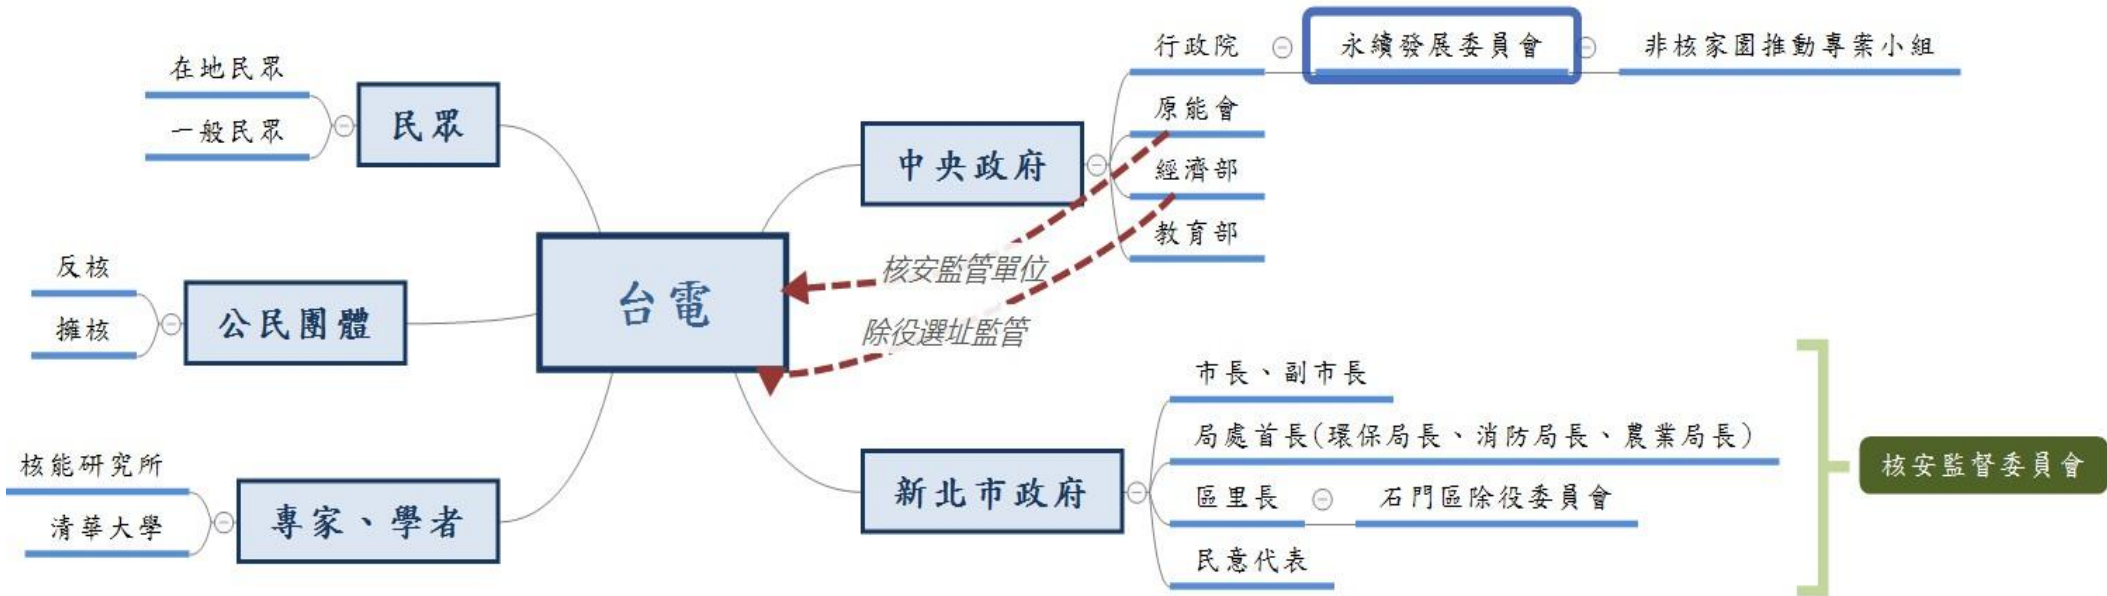 在地民眾
一般民眾
民眾
反核
擁核
公民團體
核能研究所
清華大學
專家、學者
台電
中央政府
行政院
永續發展委員會
非核家園推動專案小組
原能會
經濟部
教育部
核安監管單位
除役選址監管
新北市政府
市長、副市長
局處首長(環保局長、消防局長、農業局長)
區里長
石門區除役委員會
民意代表
核安監督委員會